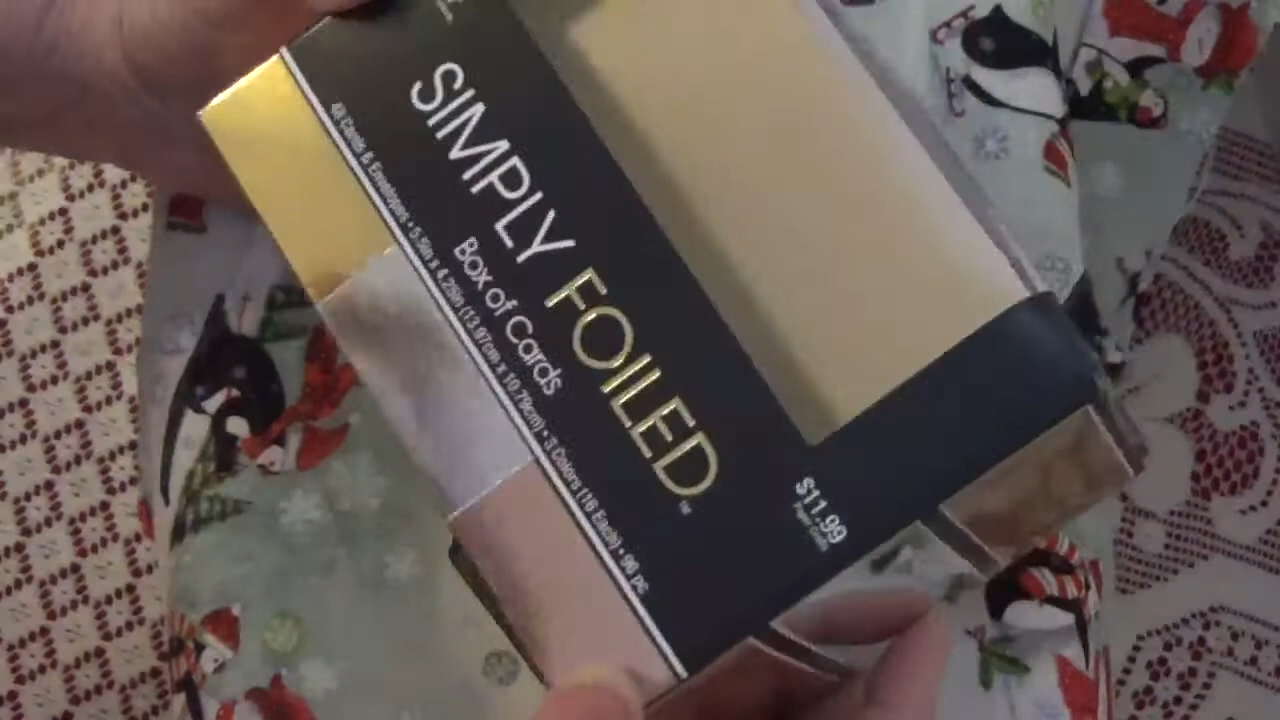 SIMPLY FOILED™
Box of Cards
48 Cards & Envelopes • 5.5in x 4.25in (13.97cm x 10.79cm) • 3 Colors (16 Each) • 96 pc
$11.99